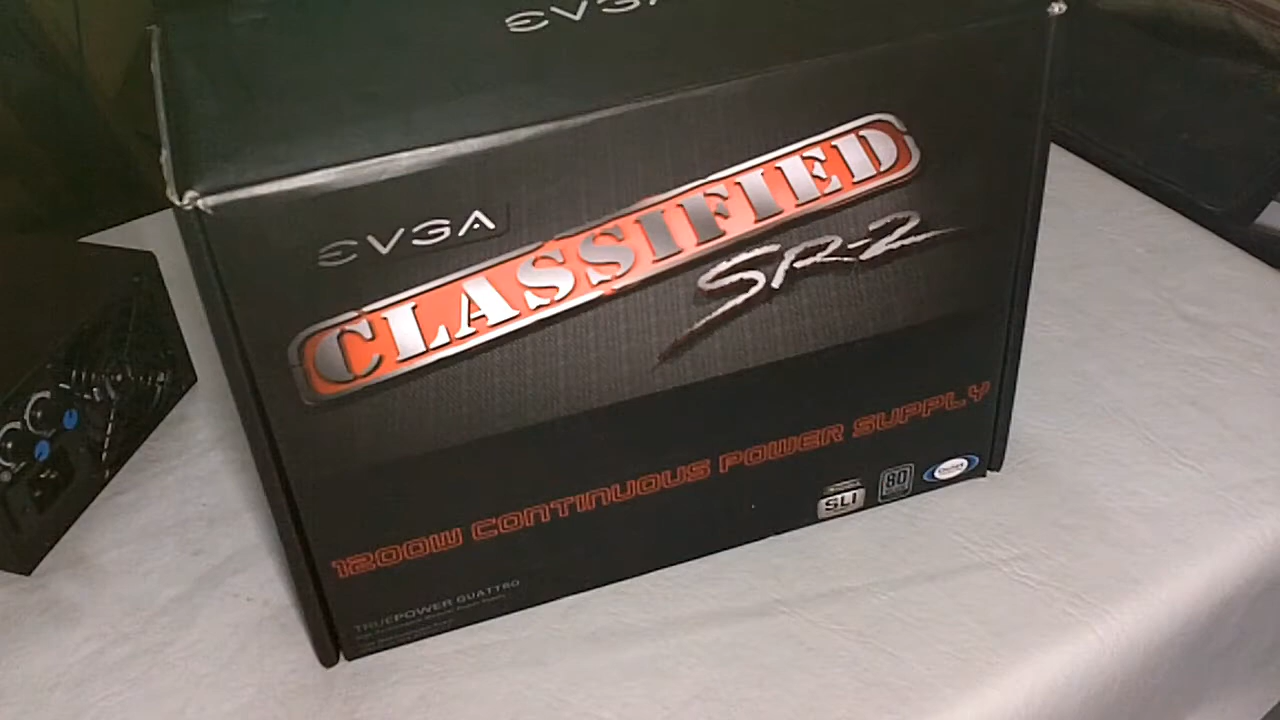 EVGA
EVGA
CLASSIFIED
SR-2
1200W CONTINUOUS POWER SUPPLY
SLI
80
TRUEPOWER QUATTRO